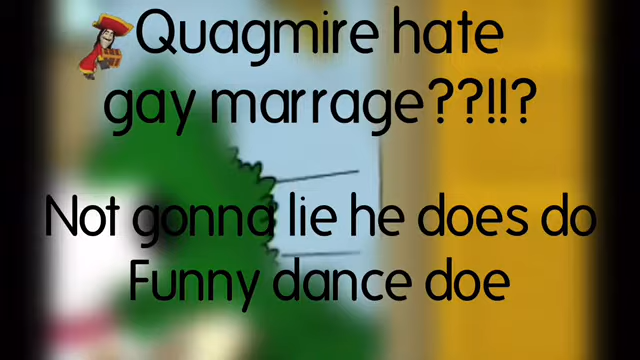 Quagmire hate
gay marrage??!!?
Not gonna lie he does do
Funny dance doe